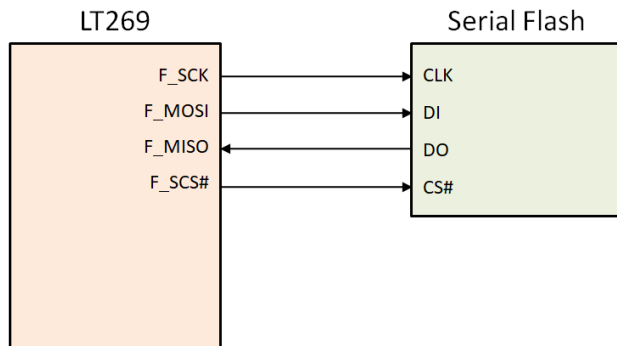 LT269
Serial Flash
F_SCK
CLK
F_MOSI
DI
F_MISO
DO
F_SCS#
CS#